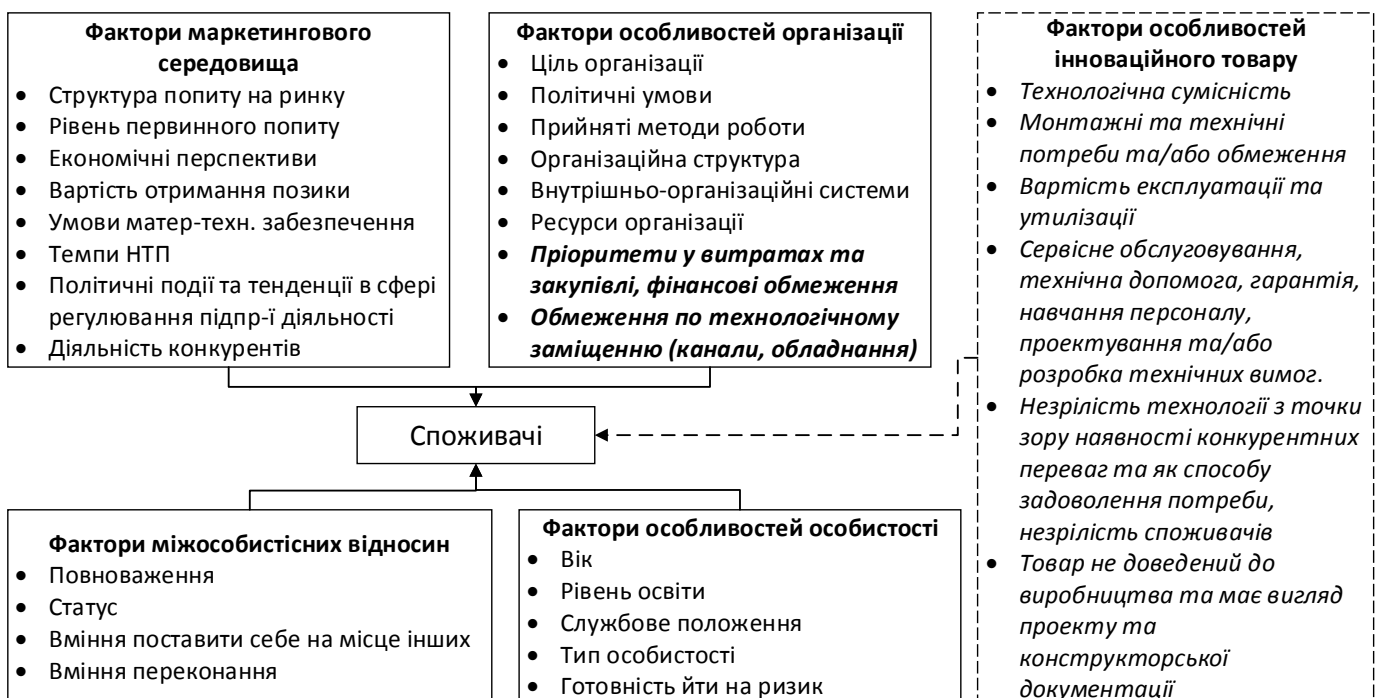 Фактори маркетингового
середовища
• Структура попиту на ринку
• Рівень первинного попиту
• Економічні перспективи
• Вартість отримання позики
• Умови матер-техн. забезпечення
• Темпи НТП
• Політичні події та тенденції в сфері
регулювання підпр-ї діяльності
• Діяльність конкурентів
Фактори особливостей організації
• Ціль організації
• Політичні умови
• Прийняті методи роботи
• Організаційна структура
• Внутрішньо-організаційні системи
• Ресурси організації
• Пріоритети у витратах та
закупівлі, фінансові обмеження
• Обмеження по технологічному
заміщенню (канали, обладнання)
Фактори особливостей
інноваційного товару
• Технологічна сумісність
• Монтажні та технічні
потреби та/або обмеження
• Вартість експлуатації та
утилізації
• Сервісне обслуговування,
технічна допомога, гарантія,
навчання персоналу,
проектування та/або
розробка технічних вимог.
• Незрілість технології з точки
зору наявності конкурентних
переваг та як способу
задоволення потреби,
незрілість споживачів
• Товар не доведений до
виробництва та має вигляд
проекту та
конструкторської
документації
Споживачі
Фактори міжособистісних відносин
• Повноваження
• Статус
• Вміння поставити себе на місце інших
• Вміння переконання
Фактори особливостей особистості
• Вік
• Рівень освіти
• Службове положення
• Тип особистості
• Готовність йти на ризик